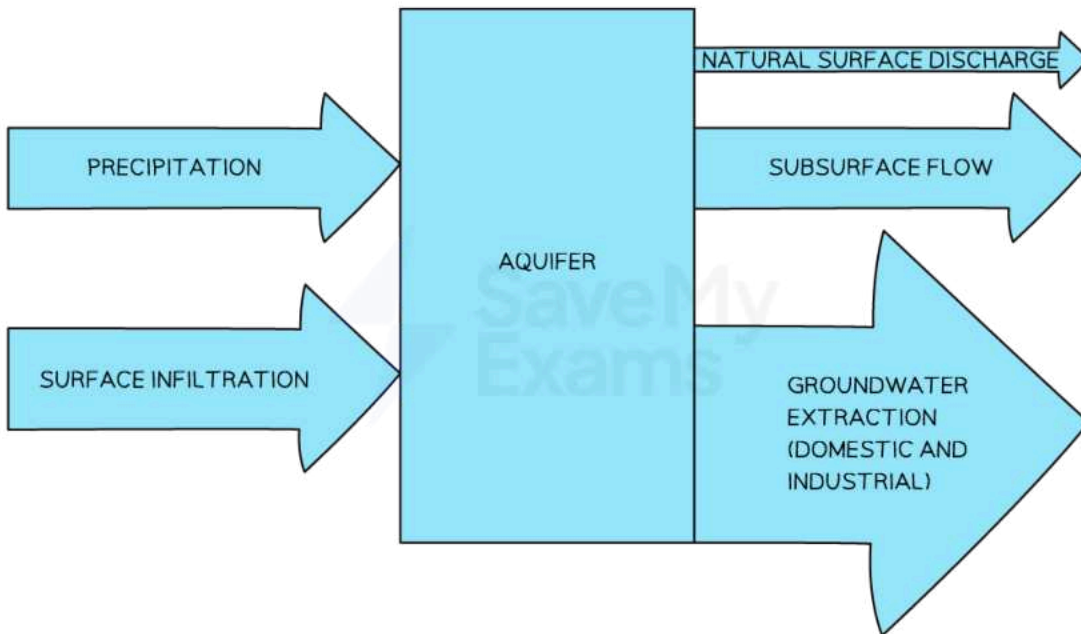 NATURAL SURFACE DISCHARGE
PRECIPITATION
SUBSURFACE FLOW
AQUIFER
SaveMy
Exams
SURFACE INFILTRATION
GROUNDWATER
EXTRACTION
(DOMESTIC AND
INDUSTRIAL)